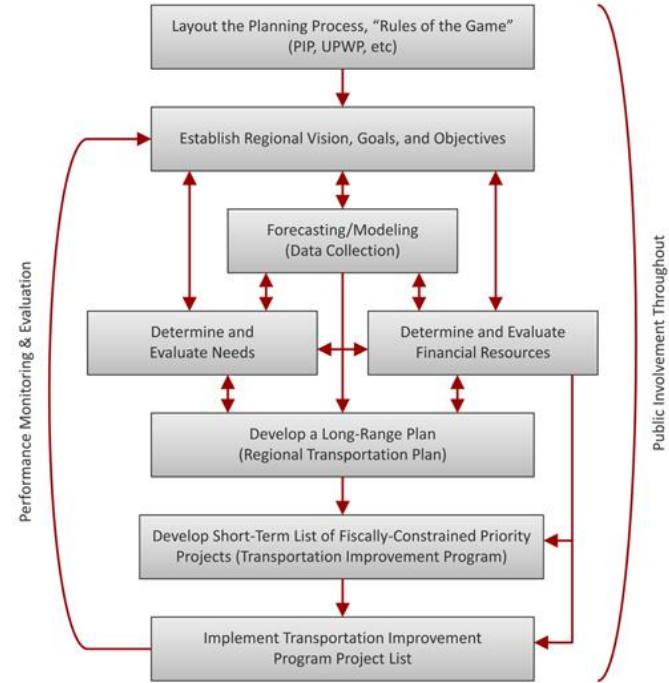 Layout the Planning Process, “Rules of the Game”
(PIP, UPWP, etc)
Establish Regional Vision, Goals, and Objectives
Forecasting/Modeling
(Data Collection)
Determine and
Evaluate Needs
Determine and Evaluate
Financial Resources
Develop a Long-Range Plan
(Regional Transportation Plan)
Develop Short-Term List of Fiscally-Constrained Priority
Projects (Transportation Improvement Program)
Implement Transportation Improvement
Program Project List
Performance Monitoring & Evaluation
Public Involvement Throughout